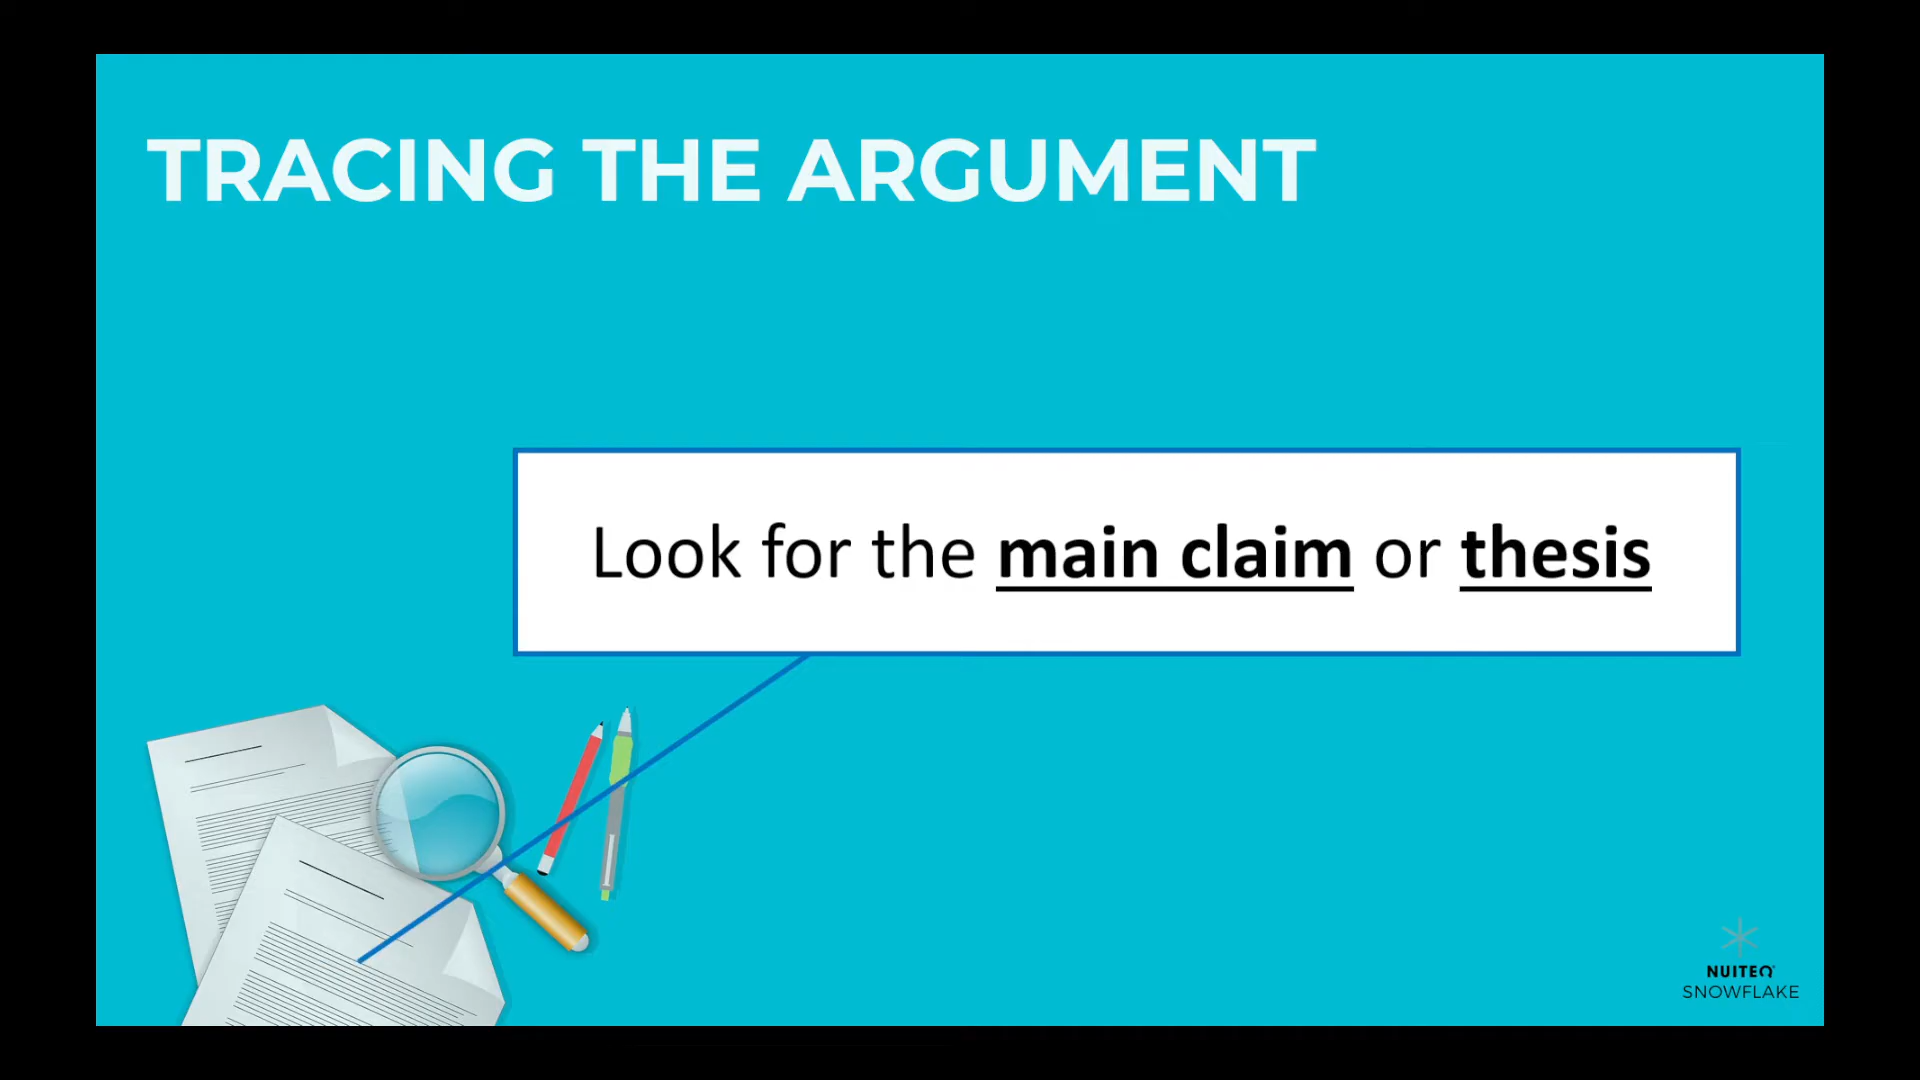 TRACING THE ARGUMENT
Look for the main claim or thesis
NUITEQ
SNOWFLAKE